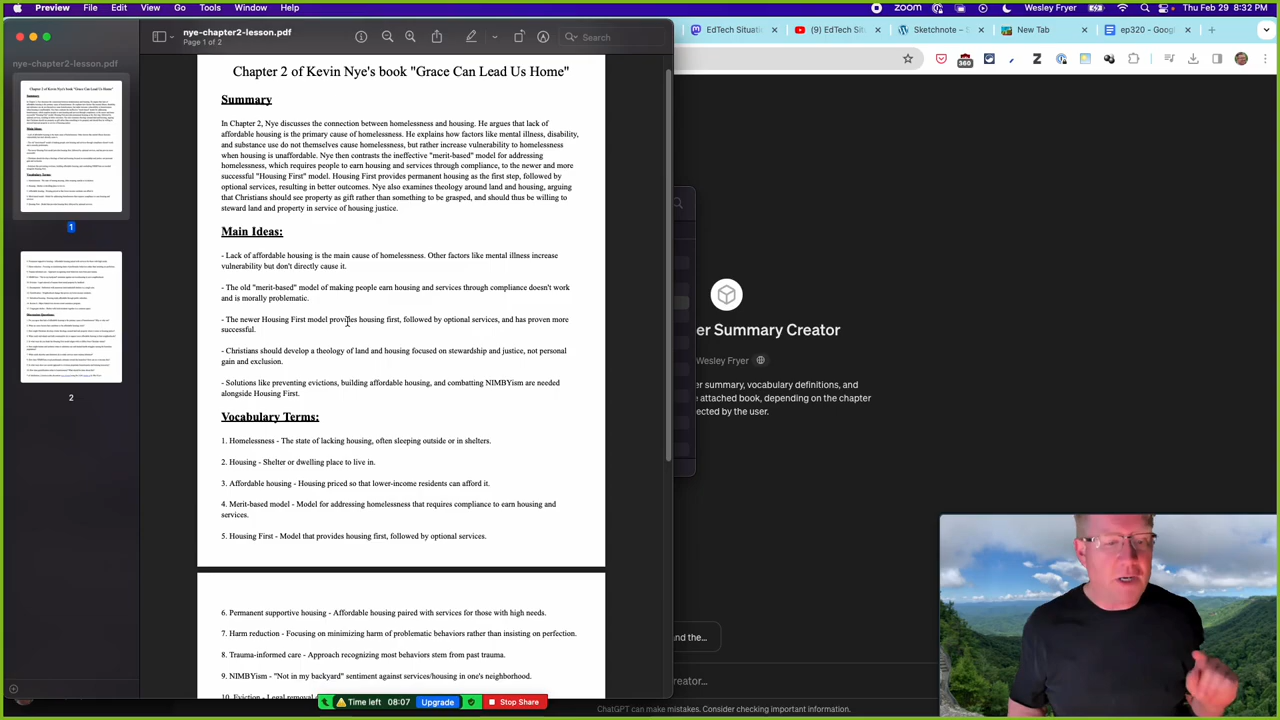 Preview File Edit View Go Tools Window Help
zoom Wesley Fryer Thu Feb 29 8:32 PM
nye-chapter2-lesson.pdf
Page 1 of 2
Search
EdTech Situati
(9) EdTech Situ
Sketchnote –
New Tab
ep320 - Googl
360
nye-chapter2-lesson.pdf
1
2
Chapter 2 of Kevin Nye's book "Grace Can Lead Us Home"
Summary
In Chapter 2, Nye discusses the connection between homelessness and housing. He argues that lack of
affordable housing is the primary cause of homelessness. He explains how factors like mental illness, disability,
and substance use do not themselves cause homelessness, but rather increase vulnerability to homelessness
when housing is unaffordable. Nye then contrasts the ineffective "merit-based" model for addressing
homelessness, which requires people to earn housing and services through compliance, to the newer and more
successful "Housing First" model. Housing First provides permanent housing as the first step, followed by
optional services, resulting in better outcomes. Nye also examines theology around land and housing, arguing
that Christians should see property as gift rather than something to be grasped, and should thus be willing to
steward land and property in service of housing justice.
Main Ideas:
- Lack of affordable housing is the main cause of homelessness. Other factors like mental illness increase
vulnerability but don't directly cause it.
- The old "merit-based" model of making people earn housing and services through compliance doesn't work
and is morally problematic.
- The newer Housing First model provides housing first, followed by optional services, and has proven more
successful.
- Christians should develop a theology of land and housing focused on stewardship and justice, not personal
gain and exclusion.
- Solutions like preventing evictions, building affordable housing, and combatting NIMBYism are needed
alongside Housing First.
Vocabulary Terms:
1. Homelessness - The state of lacking housing, often sleeping outside or in shelters.
2. Housing - Shelter or dwelling place to live in.
3. Affordable housing - Housing priced so that lower-income residents can afford it.
4. Merit-based model - Model for addressing homelessness that requires compliance to earn housing and
services.
5. Housing First - Model that provides housing first, followed by optional services.
6. Permanent supportive housing - Affordable housing paired with services for those with high needs.
7. Harm reduction - Focusing on minimizing harm of problematic behaviors rather than insisting on perfection.
8. Trauma-informed care - Approach recognizing most behaviors stem from past trauma.
9. NIMBYism - "Not in my backyard" sentiment against services/housing in one's neighborhood.
10. Eviction - Legal removal
er Summary Creator
Wesley Fryer
er summary, vocabulary definitions, and
attached book, depending on the chapter
ected by the user.
and the...
reator...
Time left 08:07 Upgrade Stop Share
ChatGPT can make mistakes. Consider checking important information.